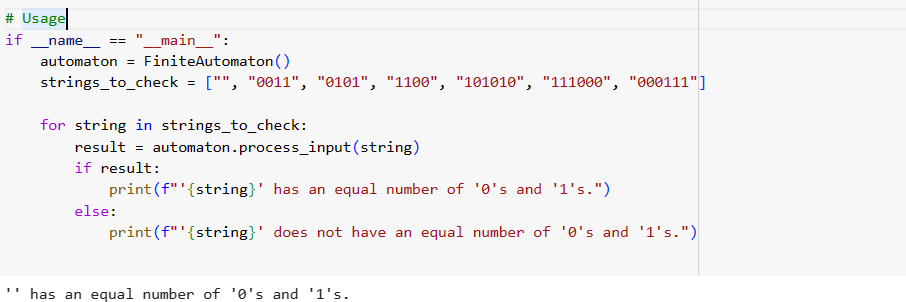 # Usage
if __name__ == "__main__":
    automaton = FiniteAutomaton()
    strings_to_check = ["", "0011", "0101", "1100", "101010", "111000", "000111"]
    for string in strings_to_check:
        result = automaton.process_input(string)
        if result:
            print(f"'{string}' has an equal number of '0's and '1's.")
        else:
            print(f"'{string}' does not have an equal number of '0's and '1's.")
'' has an equal number of '0's and '1's.